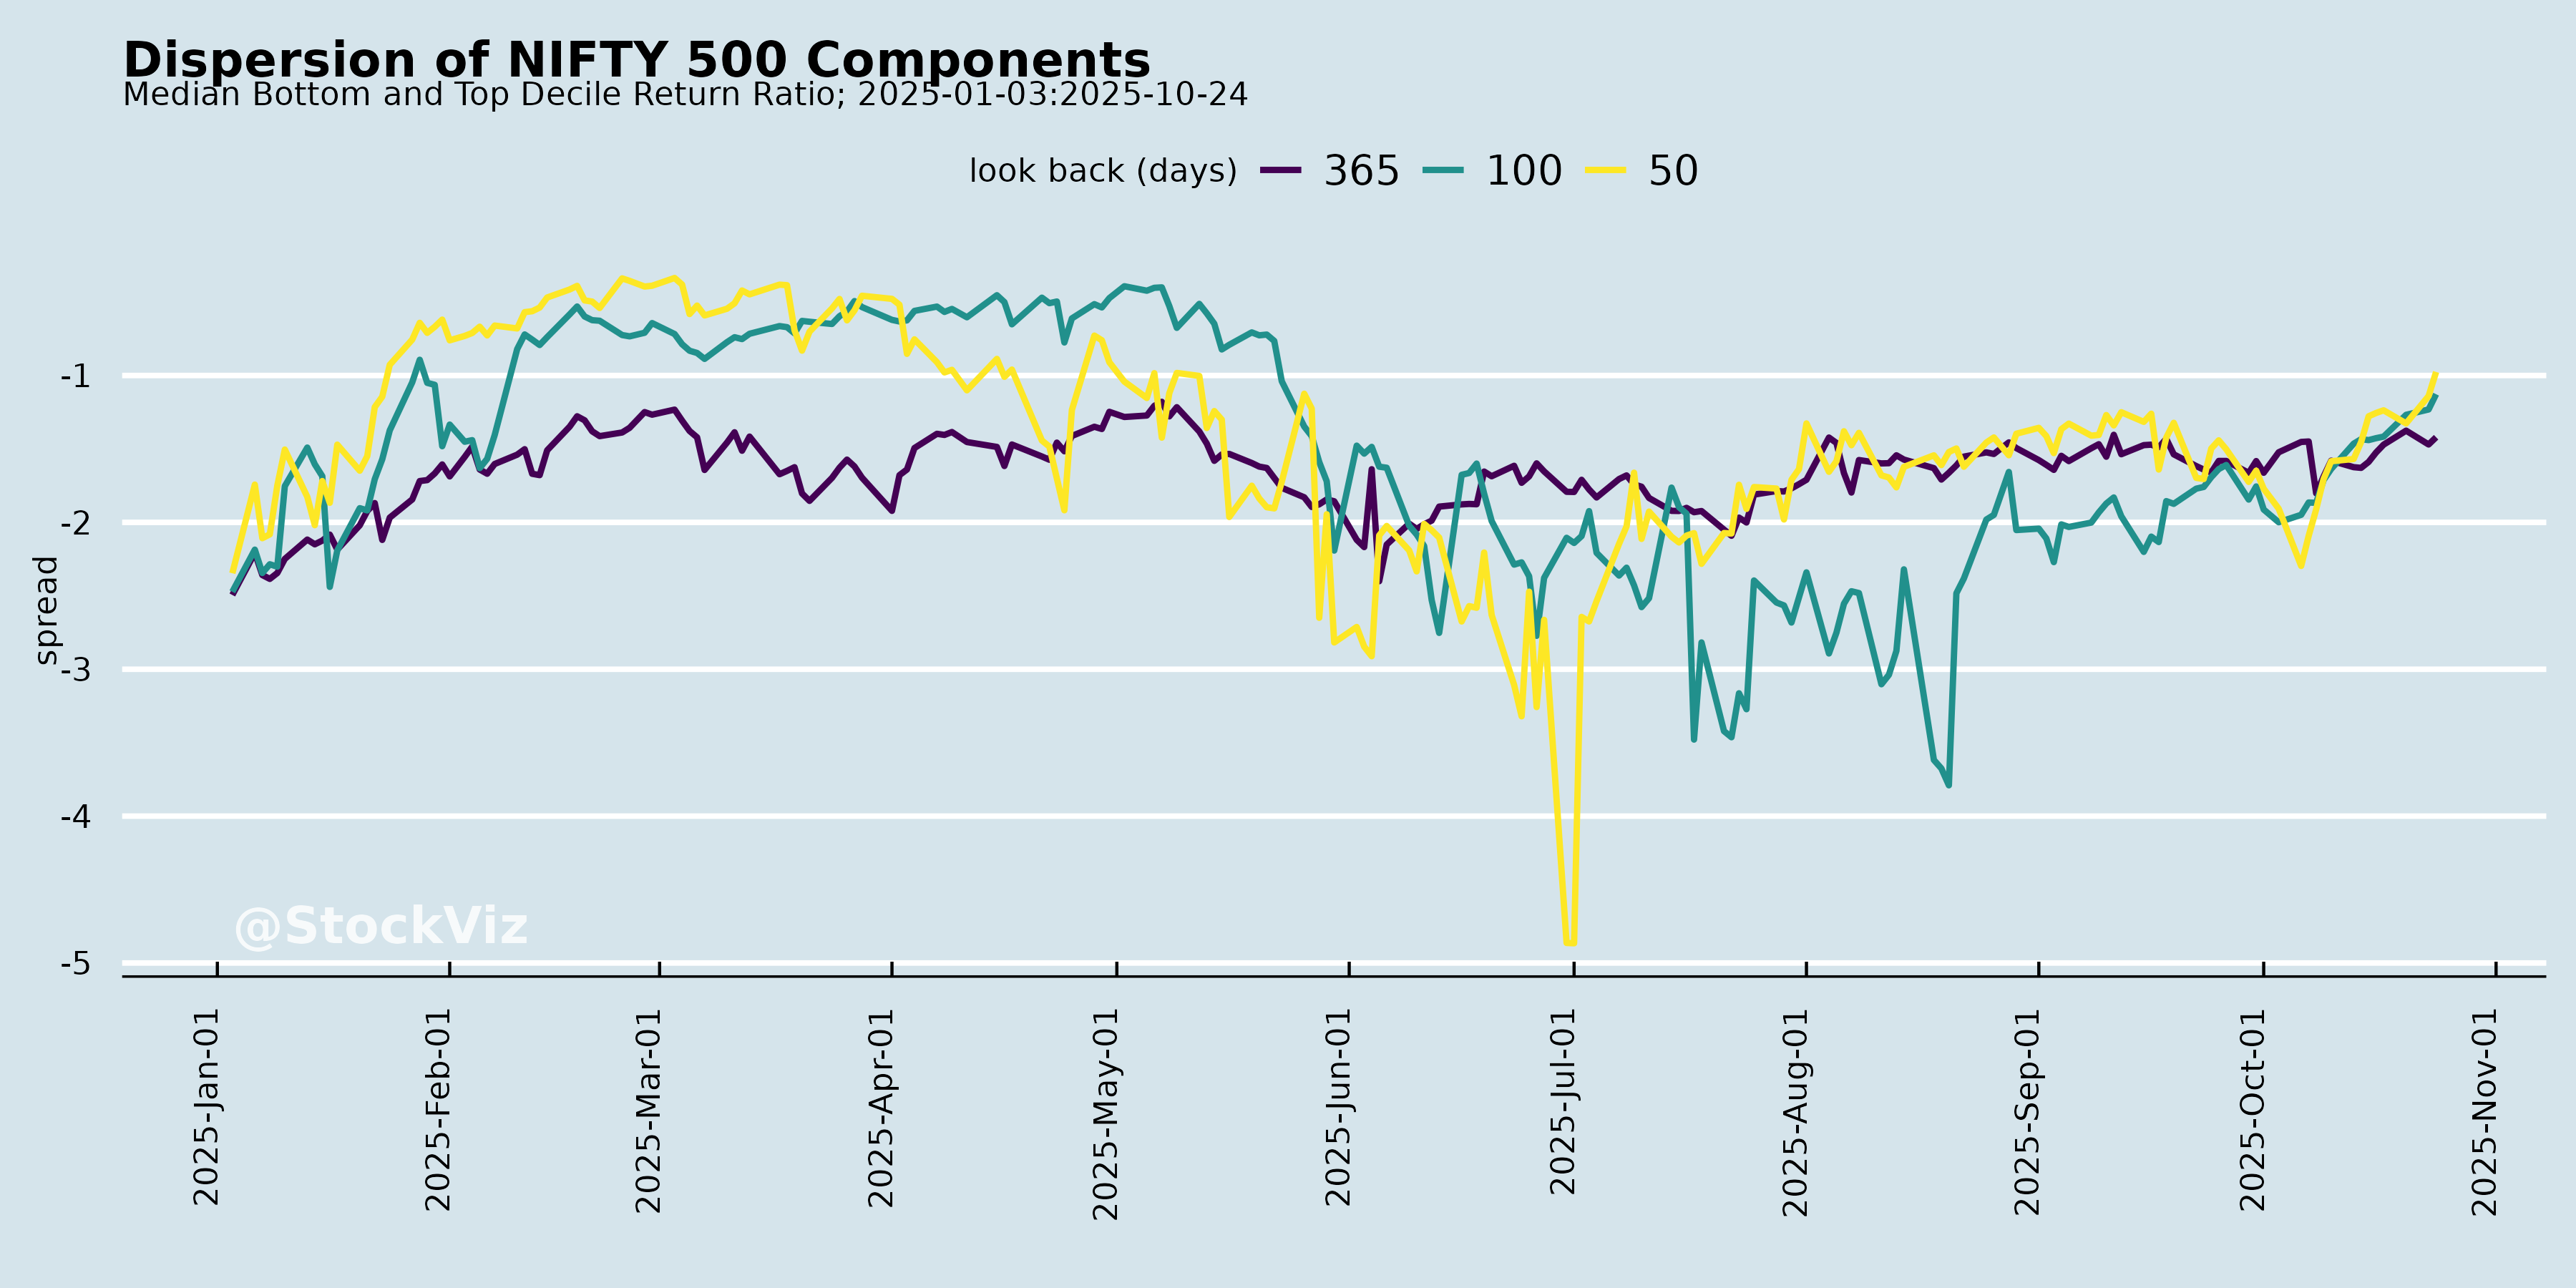 Dispersion of NIFTY 500 Components
Median Bottom and Top Decile Return Ratio; 2025-01-03:2025-10-24
look back (days) 365 100 50
-1
-2
spread
-3
-4
@StockViz
-5
2025-Jan-01
2025-Feb-01
2025-Mar-01
2025-Apr-01
2025-May-01
2025-Jun-01
2025-Jul-01
2025-Aug-01
2025-Sep-01
2025-Oct-01
2025-Nov-01